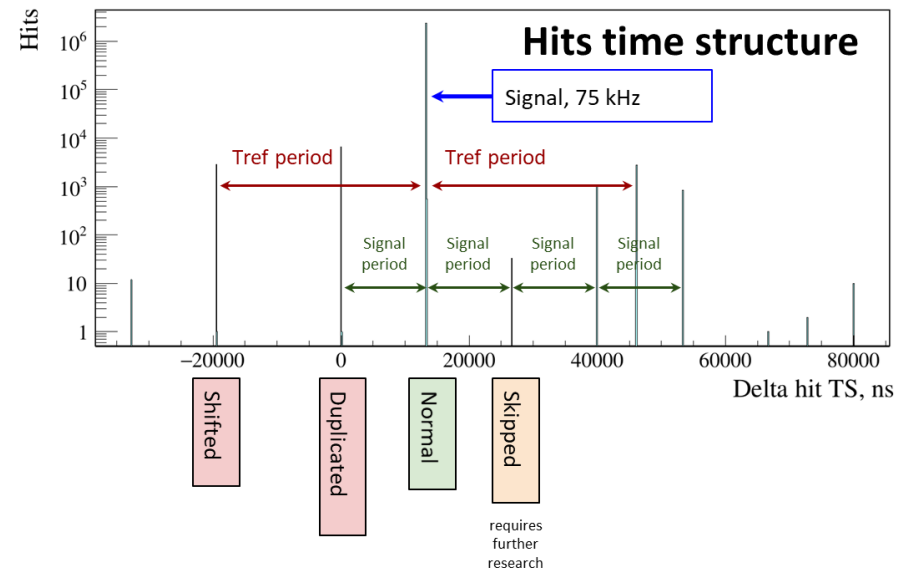 Hits time structure
Hits
10⁶
10⁵
10⁴
10³
10²
10
1
Signal, 75 kHz
Tref period
Tref period
Signal
period
Signal
period
Signal
period
Signal
period
−20000
0
20000
40000
60000
80000
Delta hit TS, ns
Shifted
Duplicated
Normal
Skipped
requires
further
research